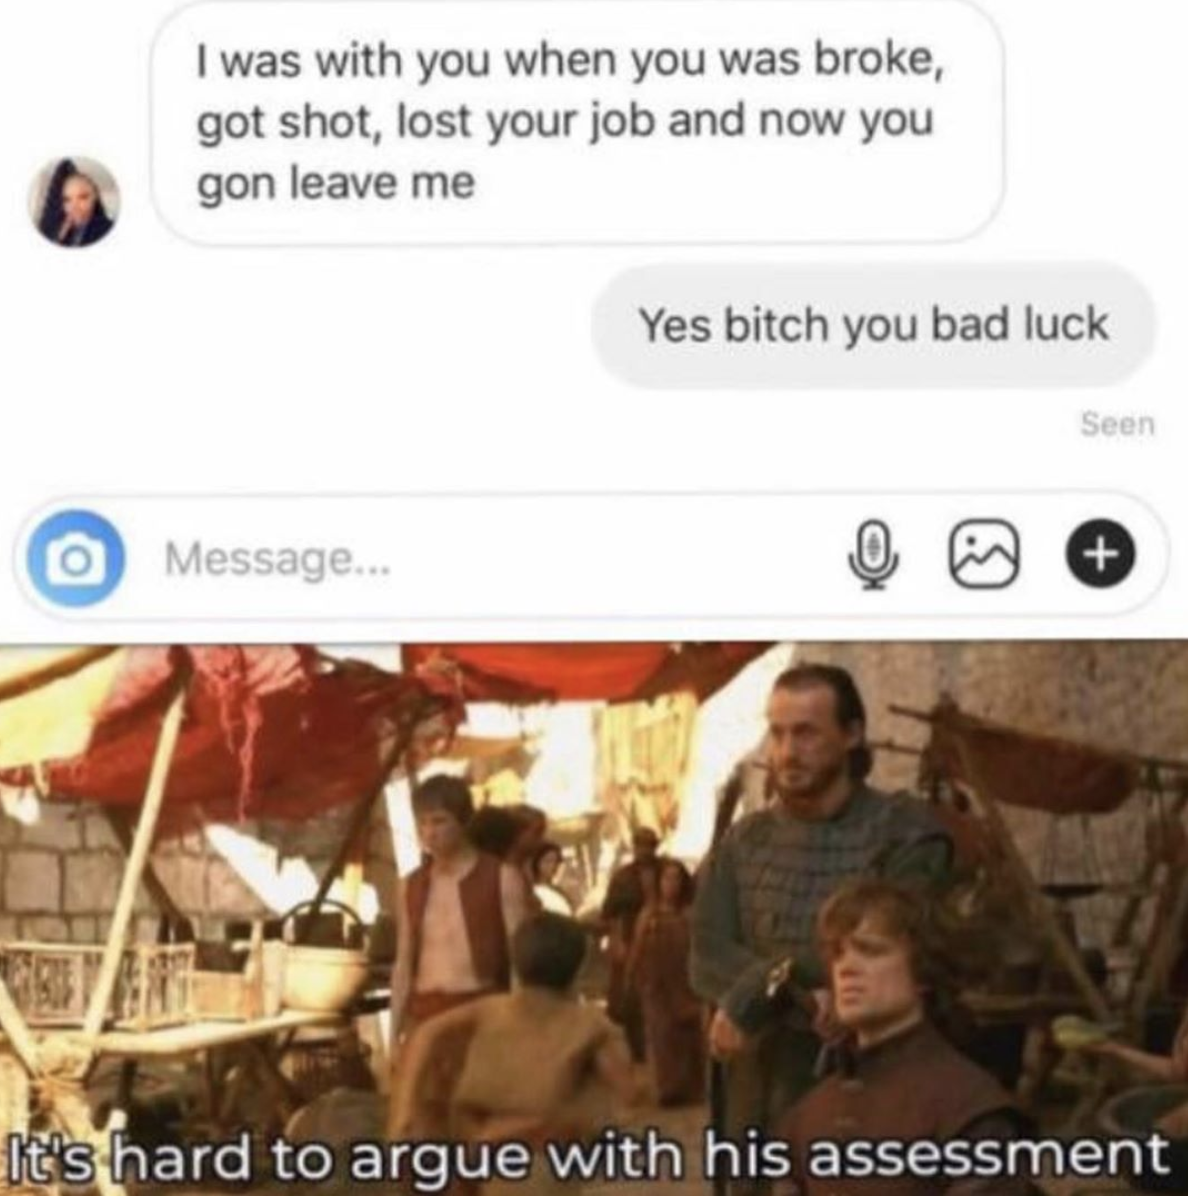 I was with you when you was broke,
got shot, lost your job and now you
gon leave me
Yes bitch you bad luck
Seen
Message...
It's hard to argue with his assessment